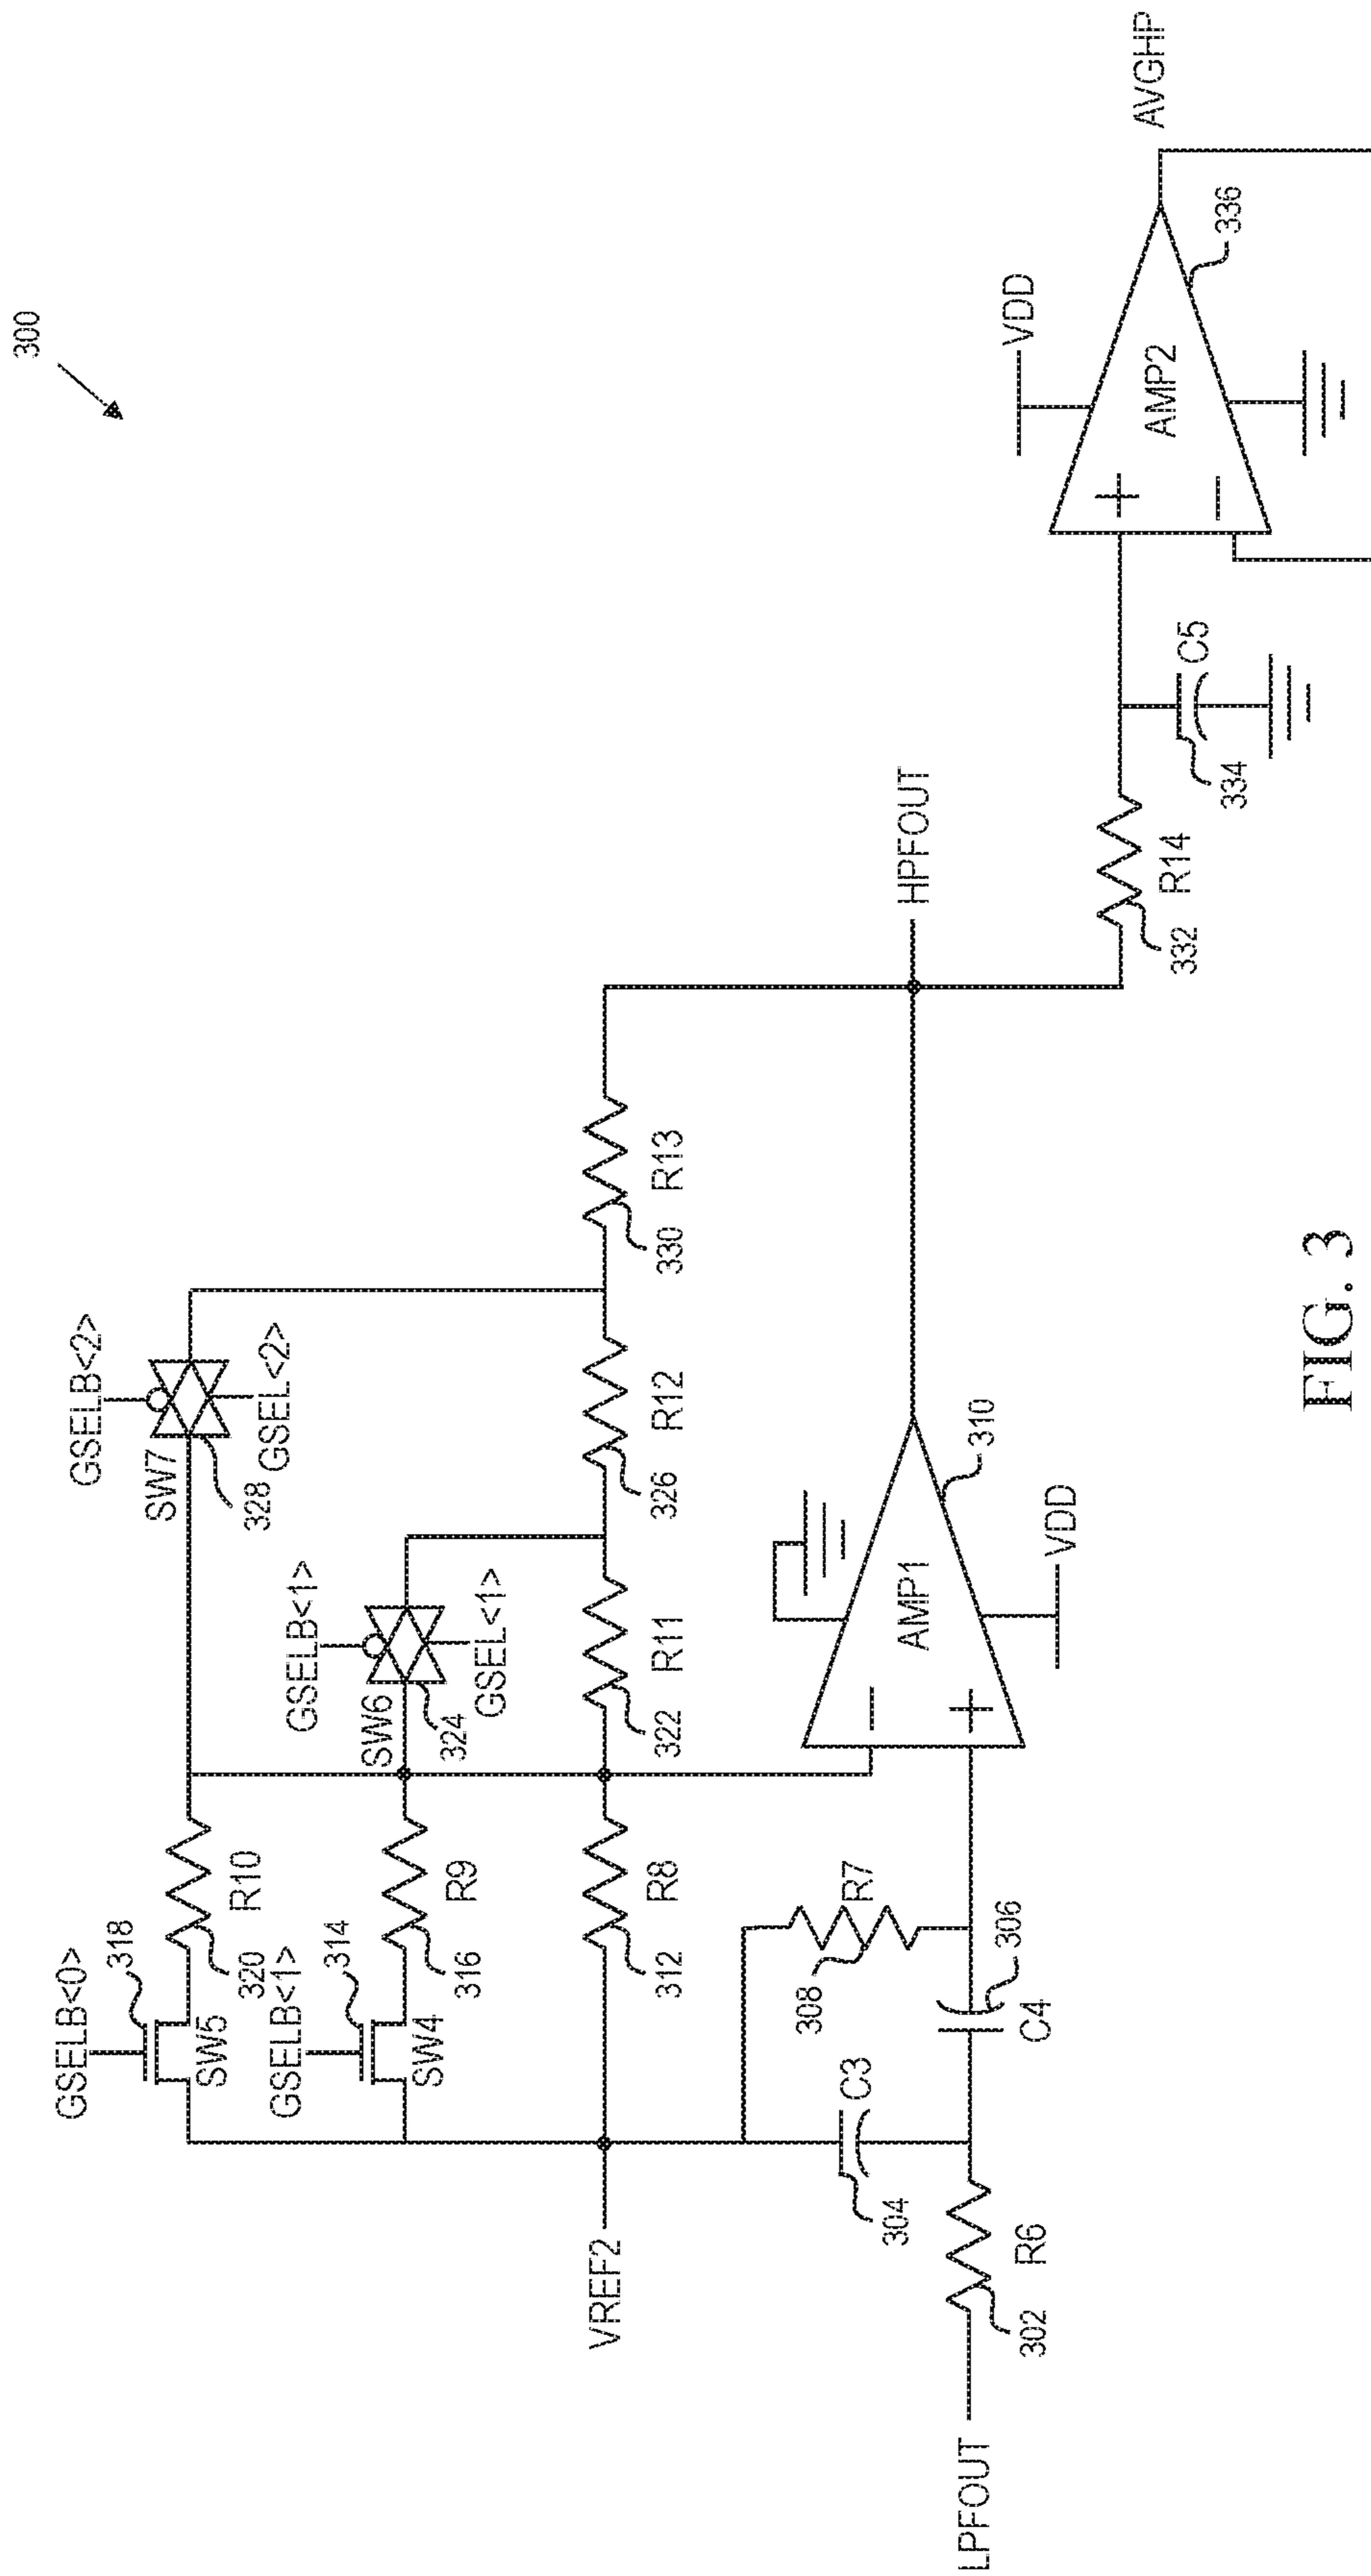 300
GSELB<0>
318
SW5
320
R10
GSELB<1>
314
SW4
316
R9
GSELB<2>
SW7
328
GSEL<2>
GSELB<1>
SW6
324
GSEL<1>
VREF2
312
R8
322
R11
326
R12
330
R13
304
C3
308
R7
LPFOUT
302
R6
C4
306
AMP1
310
VDD
HPFOUT
332
R14
334
C5
VDD
AMP2
336
AVGHP
FIG. 3